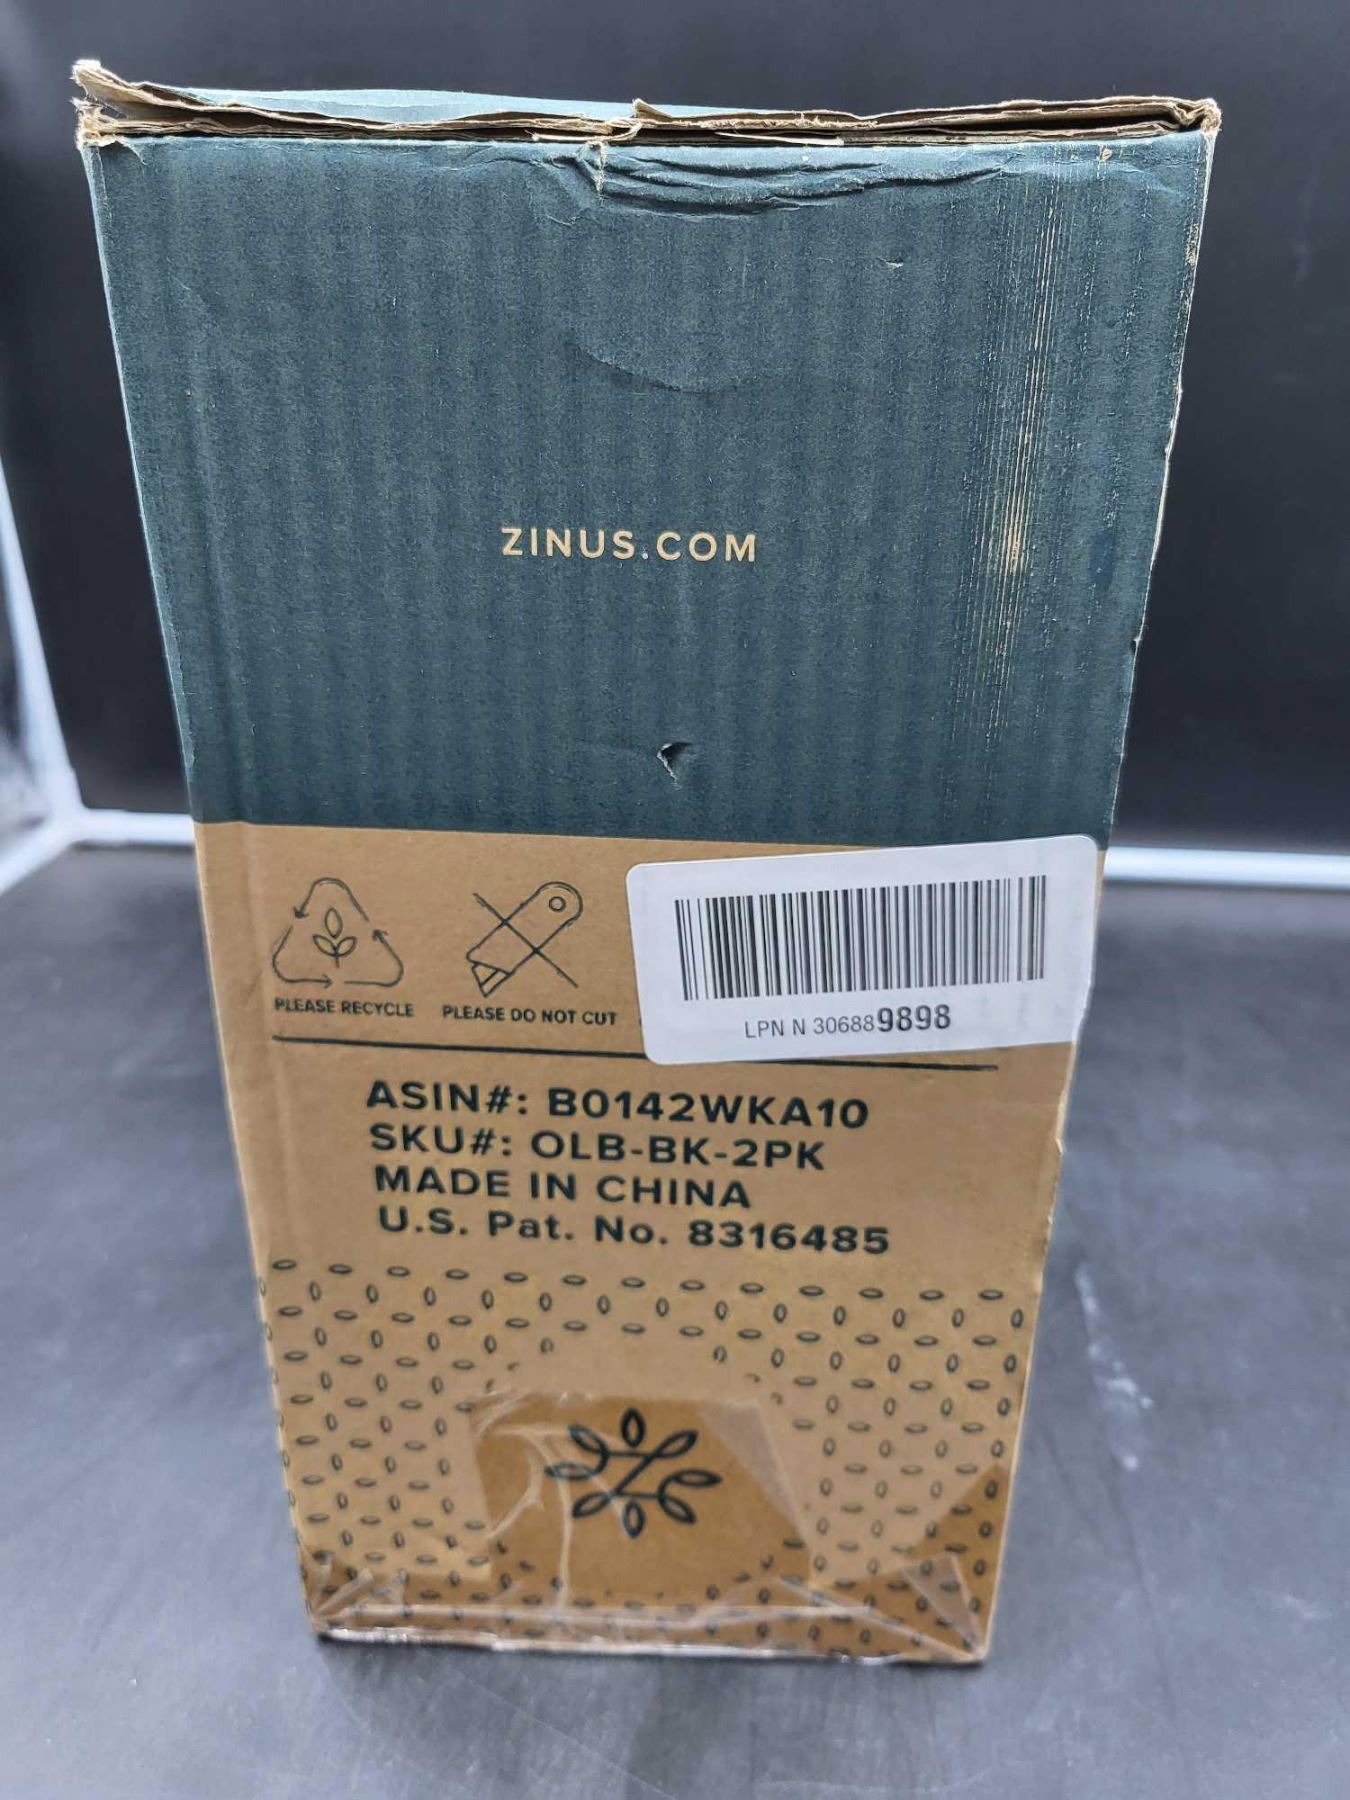 ZINUS.COM
PLEASE RECYCLE
PLEASE DO NOT CUT
LPN N 306889898
ASIN#: B0142WKA10
SKU#: OLB-BK-2PK
MADE IN CHINA
U.S. Pat. No. 8316485